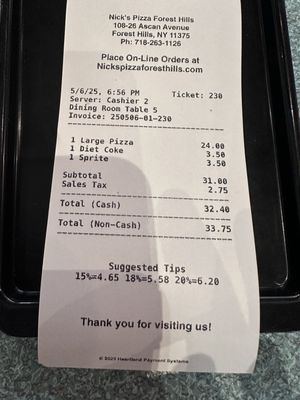 Nick's Pizza Forest Hills
108-26 Ascan Avenue
Forest Hills, NY 11375
Ph: 718-263-1126
Place On-Line Orders at
Nickspizzaforesthills.com
5/6/25, 6:56 PM Ticket: 230
Server: Cashier 2
Dining Room Table 5
Invoice: 250506-01-230
1 Large Pizza 24.00
1 Diet Coke 3.50
1 Sprite 3.50
Subtotal 31.00
Sales Tax 2.75
Total (Cash) 32.40
Total (Non-Cash) 33.75
Suggested Tips
15%=4.65 18%=5.58 20%=6.20
Thank you for visiting us!
© 2025 Heartland Payment Systems